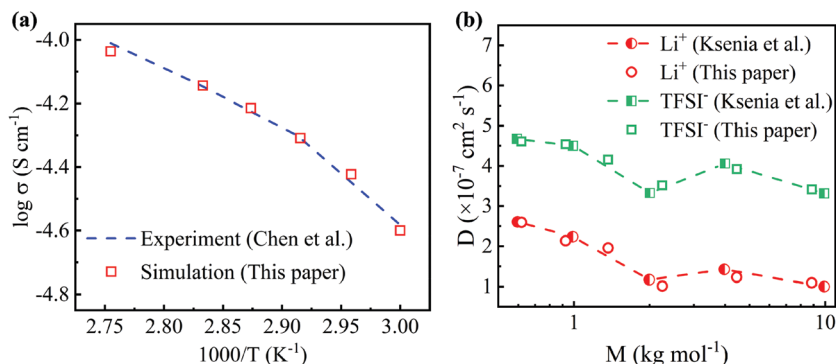 (a)
-4.0
-4.2
-4.4
-4.6
-4.8
log σ (S cm⁻¹)
Experiment (Chen et al.)
Simulation (This paper)
2.75 2.80 2.85 2.90 2.95 3.00
1000/T (K⁻¹)
(b)
7
6
5
4
3
2
1
D (×10⁻⁷ cm² s⁻¹)
Li⁺ (Ksenia et al.)
Li⁺ (This paper)
TFSI⁻ (Ksenia et al.)
TFSI⁻ (This paper)
1 10
M (kg mol⁻¹)